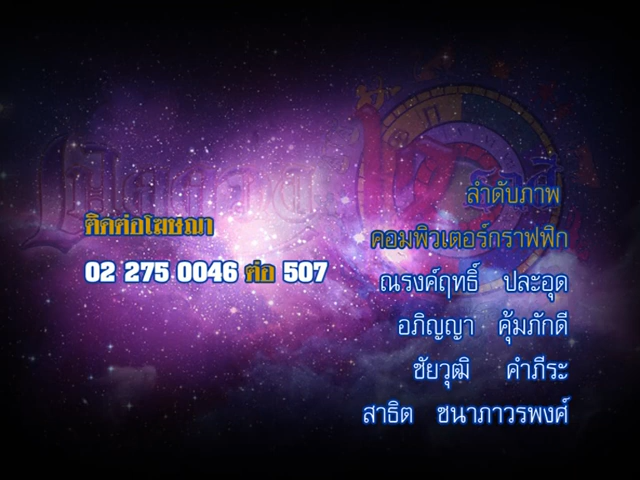 ติดต่อโฆษณา
02 275 0046 ต่อ 507
ลำดับภาพ
คอมพิวเตอร์กราฟฟิก
ณรงค์ฤทธิ์ ปละอุด
อภิญญา คุ้มภักดี
ชัยวุฒิ คำภีระ
สาธิต ชนาภาวรพงศ์